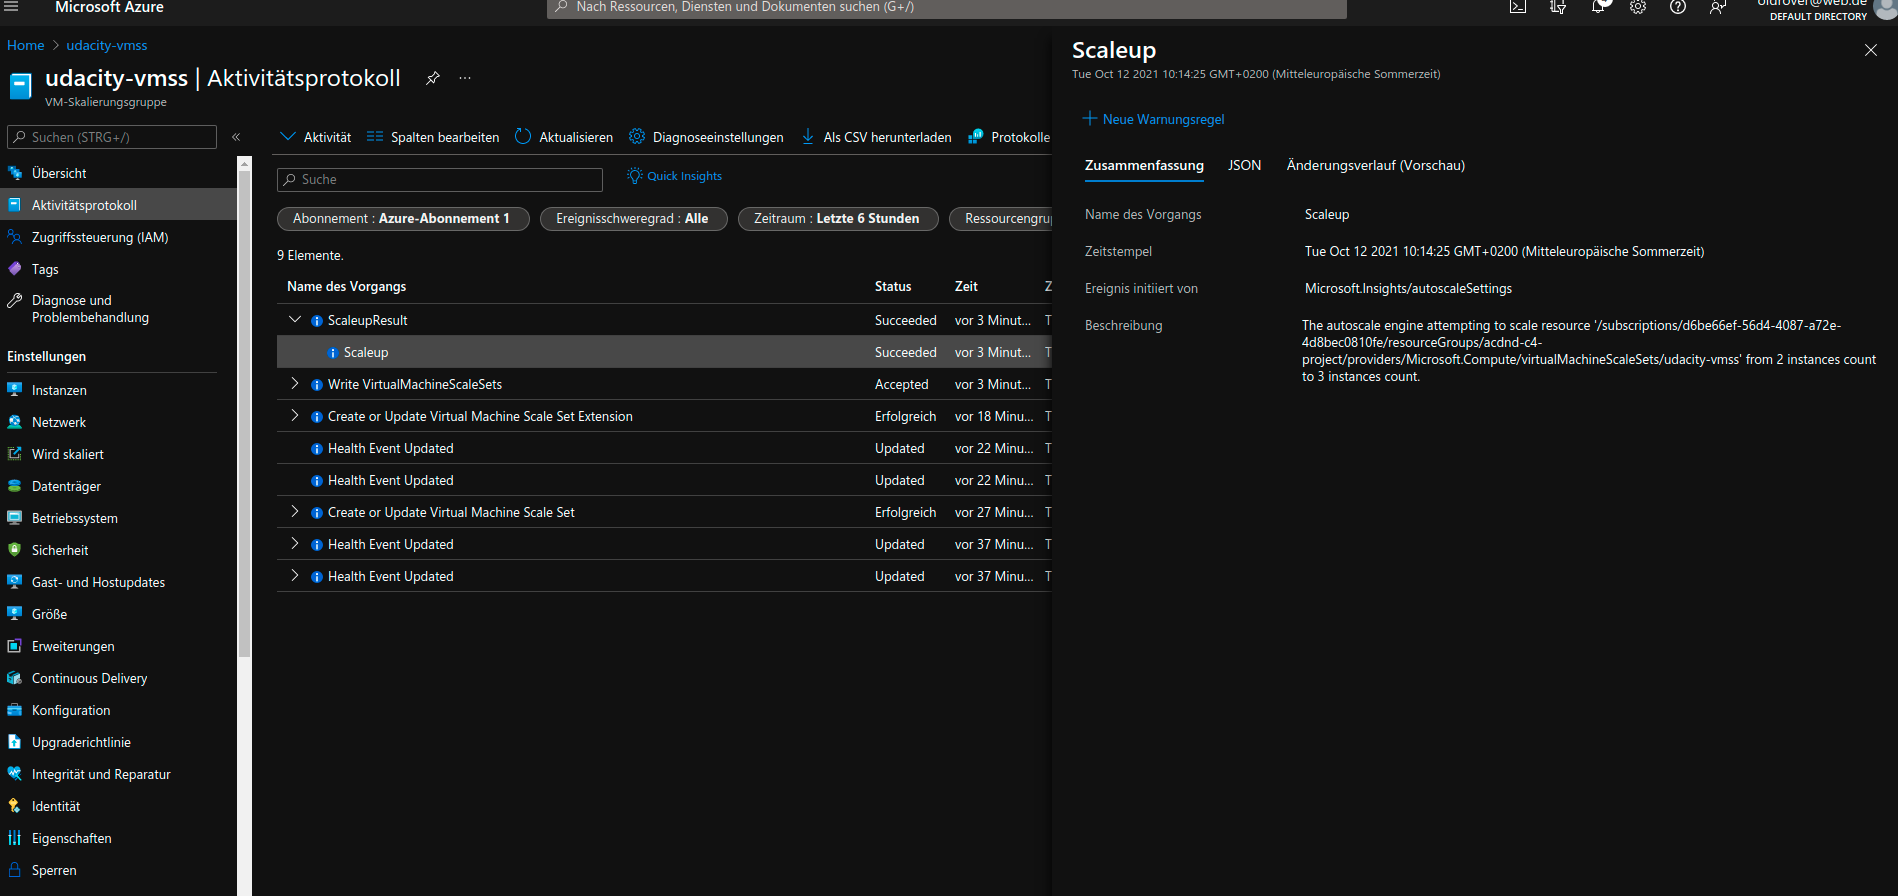 Microsoft Azure
Nach Ressourcen, Diensten und Dokumenten suchen (G+/)
oldrover@web.de
DEFAULT DIRECTORY
Home > udacity-vmss
udacity-vmss | Aktivitätsprotokoll
VM-Skalierungsgruppe
Suchen (STRG+/)
Übersicht
Aktivitätsprotokoll
Zugriffssteuerung (IAM)
Tags
Diagnose und
Problembehandlung
Einstellungen
Instanzen
Netzwerk
Wird skaliert
Datenträger
Betriebssystem
Sicherheit
Gast- und Hostupdates
Größe
Erweiterungen
Continuous Delivery
Konfiguration
Upgraderichtlinie
Integrität und Reparatur
Identität
Eigenschaften
Sperren
Aktivität Spalten bearbeiten Aktualisieren Diagnoseeinstellungen Als CSV herunterladen Protokolle
Suche
Quick Insights
Abonnement : Azure-Abonnement 1 Ereignisschweregrad : Alle Zeitraum : Letzte 6 Stunden Ressourcengru
9 Elemente.
Name des Vorgangs Status Zeit Z
ScaleupResult Succeeded vor 3 Minut... T
Scaleup Succeeded vor 3 Minut... T
Write VirtualMachineScaleSets Accepted vor 3 Minut... T
Create or Update Virtual Machine Scale Set Extension Erfolgreich vor 18 Minu... T
Health Event Updated Updated vor 22 Minu... T
Health Event Updated Updated vor 22 Minu... T
Create or Update Virtual Machine Scale Set Erfolgreich vor 27 Minu... T
Health Event Updated Updated vor 37 Minu... T
Health Event Updated Updated vor 37 Minu... T
Scaleup
Tue Oct 12 2021 10:14:25 GMT+0200 (Mitteleuropäische Sommerzeit)
Neue Warnungsregel
Zusammenfassung JSON Änderungsverlauf (Vorschau)
Name des Vorgangs Scaleup
Zeitstempel Tue Oct 12 2021 10:14:25 GMT+0200 (Mitteleuropäische Sommerzeit)
Ereignis initiiert von Microsoft.Insights/autoscaleSettings
Beschreibung The autoscale engine attempting to scale resource '/subscriptions/d6be66ef-56d4-4087-a72e-
4d8bec0810fe/resourceGroups/acdnd-c4-
project/providers/Microsoft.Compute/virtualMachineScaleSets/udacity-vmss' from 2 instances count
to 3 instances count.